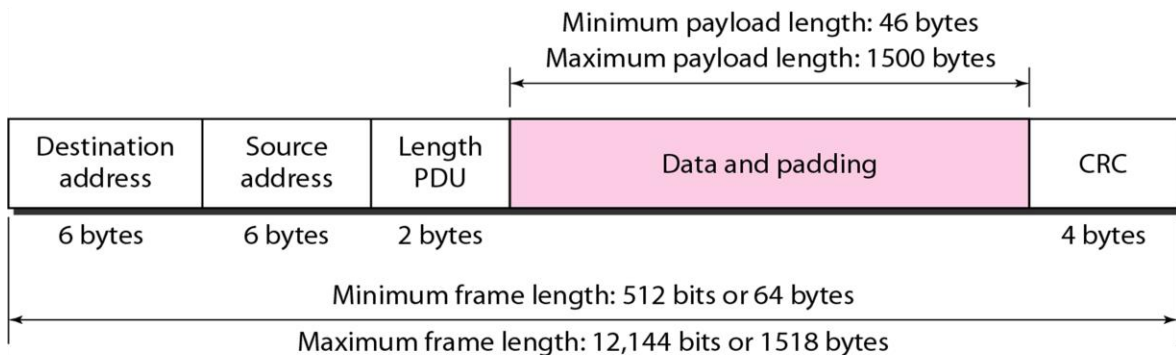 Minimum payload length: 46 bytes
Maximum payload length: 1500 bytes
Destination address
Source address
Length PDU
Data and padding
CRC
6 bytes
6 bytes
2 bytes
4 bytes
Minimum frame length: 512 bits or 64 bytes
Maximum frame length: 12,144 bits or 1518 bytes